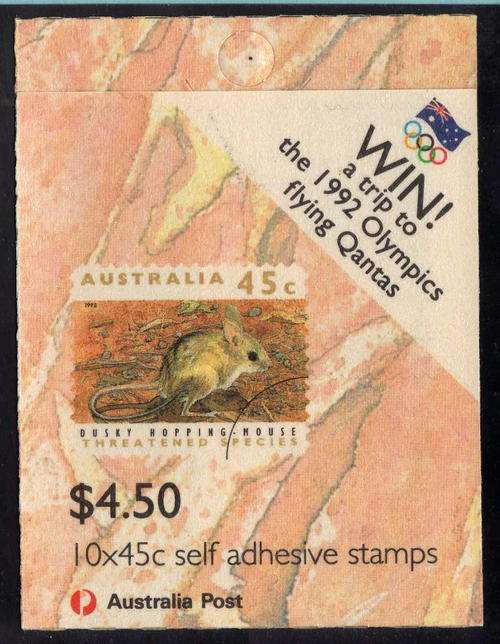 WIN!
a trip to
the 1992 Olympics
flying Qantas
AUSTRALIA 45c
1992
DUSKY HOPPING-MOUSE
THREATENED SPECIES
$4.50
10x45c self adhesive stamps
Australia Post